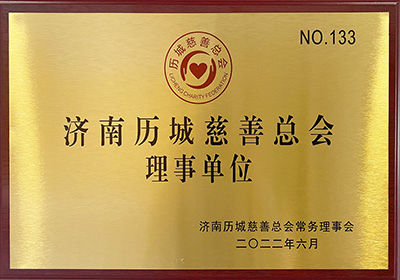 NO.133
历城慈善总会
LICHENG CHARITY FEDERATION
济南历城慈善总会
理事单位
济南历城慈善总会常务理事会
二〇二二年六月